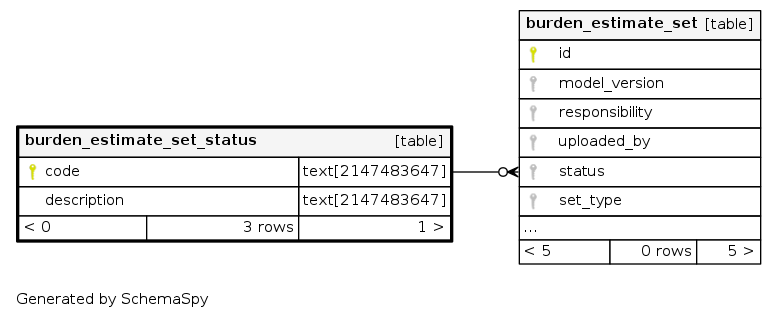 burden_estimate_set [table]
id
model_version
responsibility
uploaded_by
status
set_type
...
< 5 0 rows 5 >
burden_estimate_set_status [table]
code text[2147483647]
description text[2147483647]
< 0 3 rows 1 >
Generated by SchemaSpy